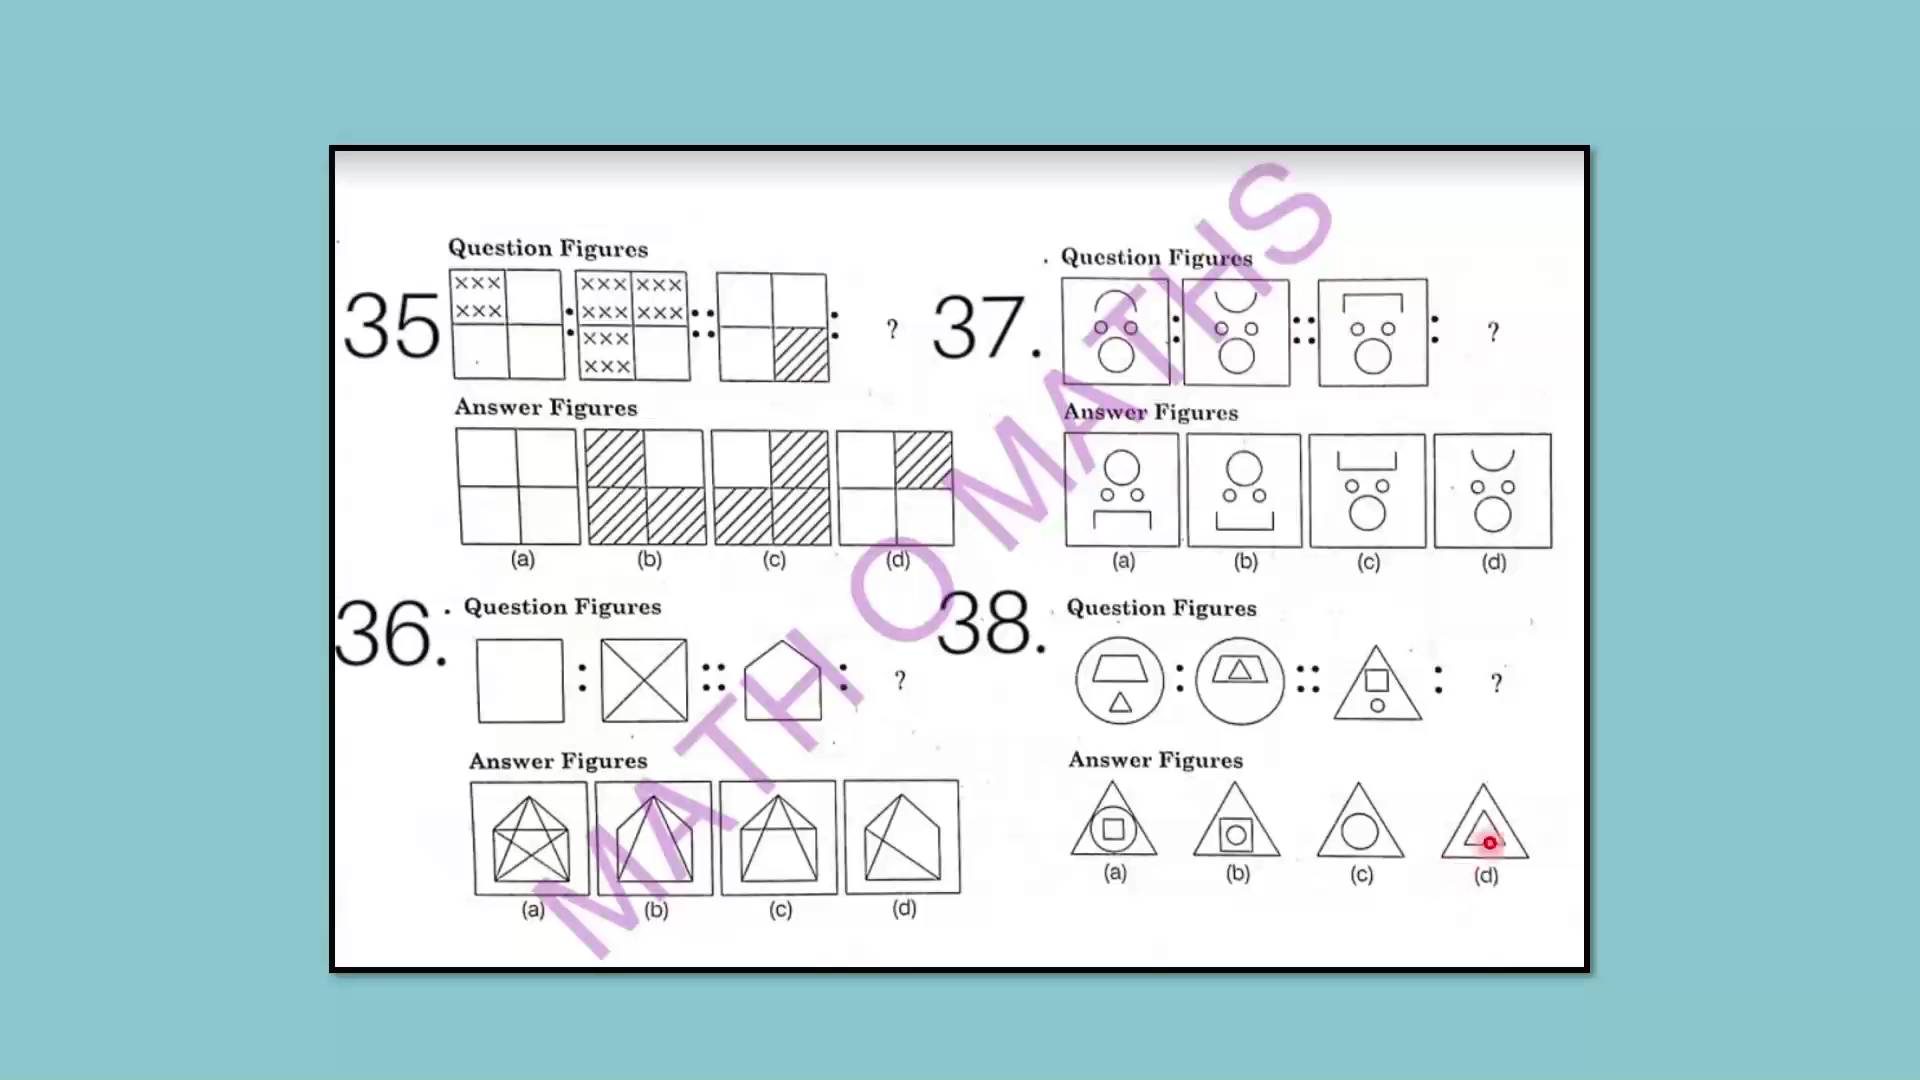 35
Question Figures
××× ××× ×××
××× ××× ×××
×××
×××
: :: : ?
Answer Figures
(a) (b) (c) (d)
36.
Question Figures
: :: : ?
Answer Figures
(a) (b) (c) (d)
37.
Question Figures
: :: : ?
Answer Figures
(a) (b) (c) (d)
38.
Question Figures
: :: : ?
Answer Figures
(a) (b) (c) (d)
MATH O MATHS